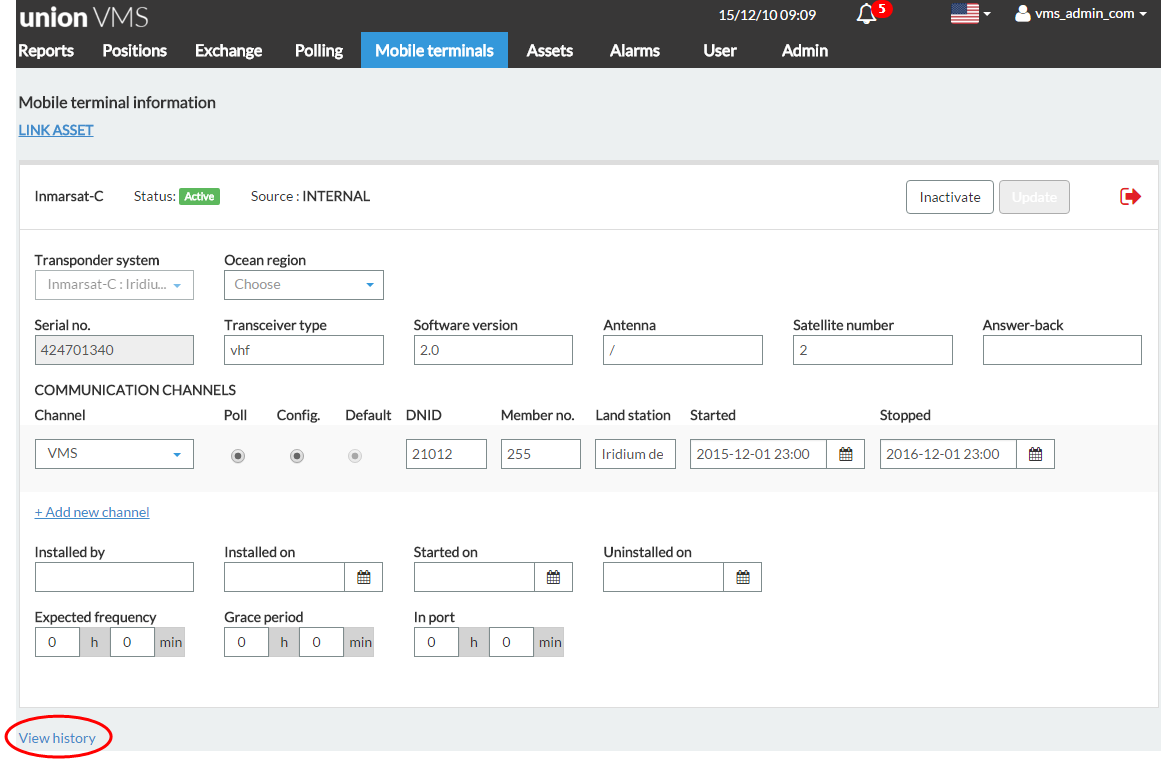 union VMS 15/12/10 09:09 5 vms_admin_com
Reports Positions Exchange Polling Mobile terminals Assets Alarms User Admin
Mobile terminal information
LINK ASSET
Inmarsat-C Status: Active Source : INTERNAL Inactivate Update
Transponder system Ocean region
Inmarsat-C : Iridiu... Choose
Serial no. Transceiver type Software version Antenna Satellite number Answer-back
424701340 vhf 2.0 / 2
COMMUNICATION CHANNELS
Channel Poll Config. Default DNID Member no. Land station Started Stopped
VMS 21012 255 Iridium de 2015-12-01 23:00 2016-12-01 23:00
+ Add new channel
Installed by Installed on Started on Uninstalled on
Expected frequency Grace period In port
0 h 0 min 0 h 0 min 0 h 0 min
View history